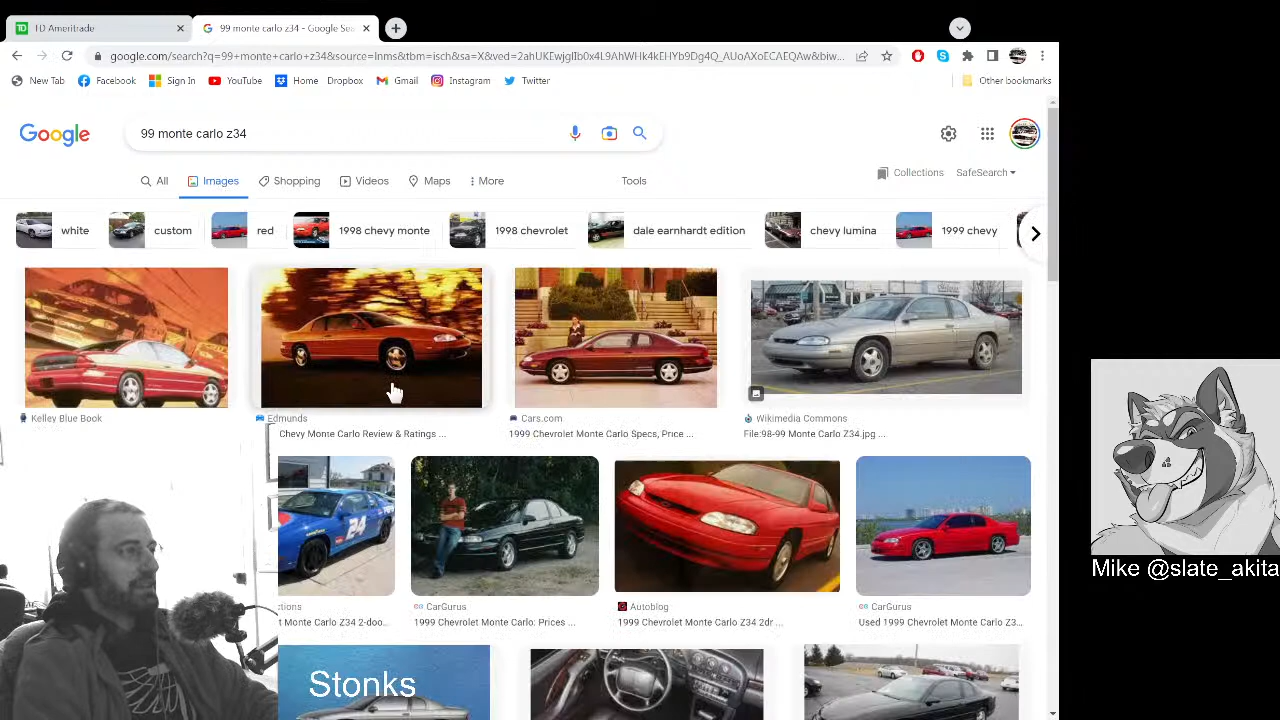 TD Ameritrade
99 monte carlo z34 - Google Sea
google.com/search?q=99+monte+carlo+z34&source=lnms&tbm=isch&sa=X&ved=2ahUKEwjglIb0x4L9AhWHk4kEHYb9Dg4Q_AUoAXoECAEQAw&biw...
New Tab
Facebook
Sign In
YouTube
Home
Dropbox
Gmail
Instagram
Twitter
Other bookmarks
Google
99 monte carlo z34
All
Images
Shopping
Videos
Maps
More
Tools
Collections
SafeSearch
white
custom
red
1998 chevy monte
1998 chevrolet
dale earnhardt edition
chevy lumina
1999 chevy
Kelley Blue Book
Edmunds
Chevy Monte Carlo Review & Ratings ...
Cars.com
1999 Chevrolet Monte Carlo Specs, Price ...
Wikimedia Commons
File:98-99 Monte Carlo Z34.jpg ...
24
ctions
t Monte Carlo Z34 2-doo...
CarGurus
1999 Chevrolet Monte Carlo: Prices ...
Autoblog
1999 Chevrolet Monte Carlo Z34 2dr ...
CarGurus
Used 1999 Chevrolet Monte Carlo Z3...
Stonks
Mike @slate_akita